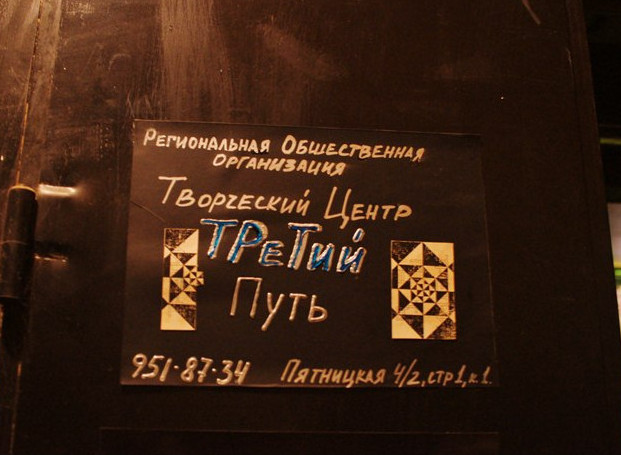 Региональная Общественная
организация
Творческий Центр
ТРеТий
Путь
951-87-34 Пятницкая 4/2, стр 1, к. 1.